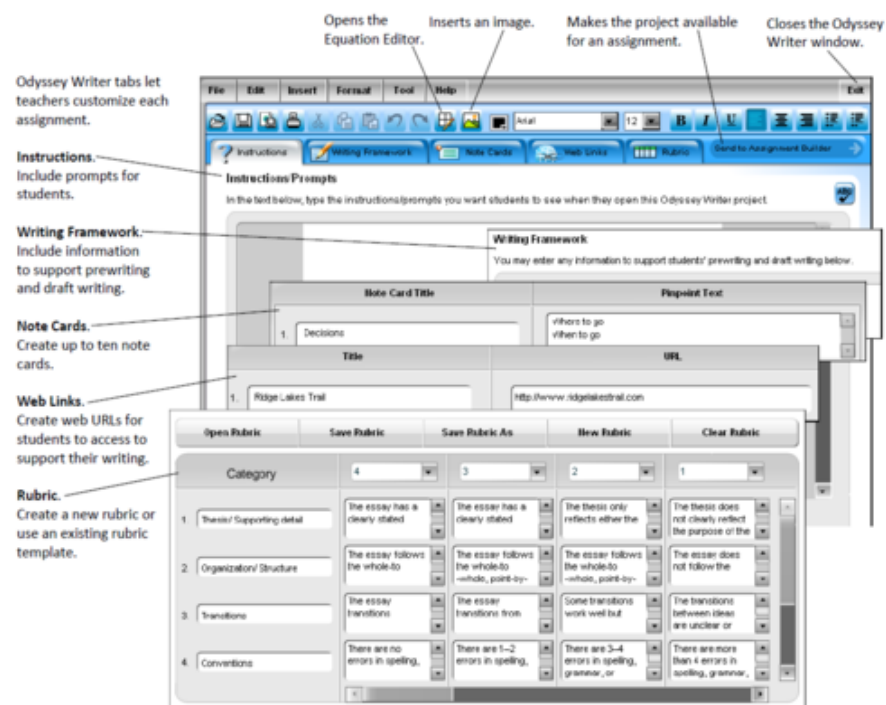 Opens the
Equation Editor.
Inserts an image.
Makes the project available
for an assignment.
Closes the Odyssey
Writer window.
Odyssey Writer tabs let
teachers customize each
assignment.
Instructions.
Include prompts for
students.
Writing Framework.
Include information
to support prewriting
and draft writing.
Note Cards.
Create up to ten note
cards.
Web Links.
Create web URLs for
students to access to
support their writing.
Rubric.
Create a new rubric or
use an existing rubric
template.
File Edit Insert Format Tool Help Exit
Arial 12 B I U
Instructions Writing Framework Note Cards Web Links Rubric Send to Assignment Builder
Instructions/Prompts
In the text below, type the instructions/prompts you want students to see when they open this Odyssey Writer project.
ABC
Writing Framework
You may enter any information to support students' prewriting and draft writing below.
Note Card Title Pinpoint Text
1. Decisions
Where to go
When to go
Title URL
1. Ridge Lakes Trail http://www.ridgelakestrail.com
Open Rubric Save Rubric Save Rubric As New Rubric Clear Rubric
Category 4 3 2 1
1. Thesis/ Supporting detail
The essay has a
clearly stated
The essay has a
clearly stated
The thesis only
reflects either the
The thesis does
not clearly reflect
the purpose of the
2. Organization/ Structure
The essay follows
the whole-to
The essay follows
the whole-to
-whole, point-by-
The essay follows
the whole-to
-whole, point-by-
The essay does
not follow the
3. Transitions
The essay
transitions
The essay
transitions from
Some transitions
work well but
The transitions
between ideas
are unclear or
4. Conventions
There are no
errors in spelling,
There are 1–2
errors in spelling,
There are 3–4
errors in spelling,
grammar, or
There are more
than 4 errors in
spelling, grammar,